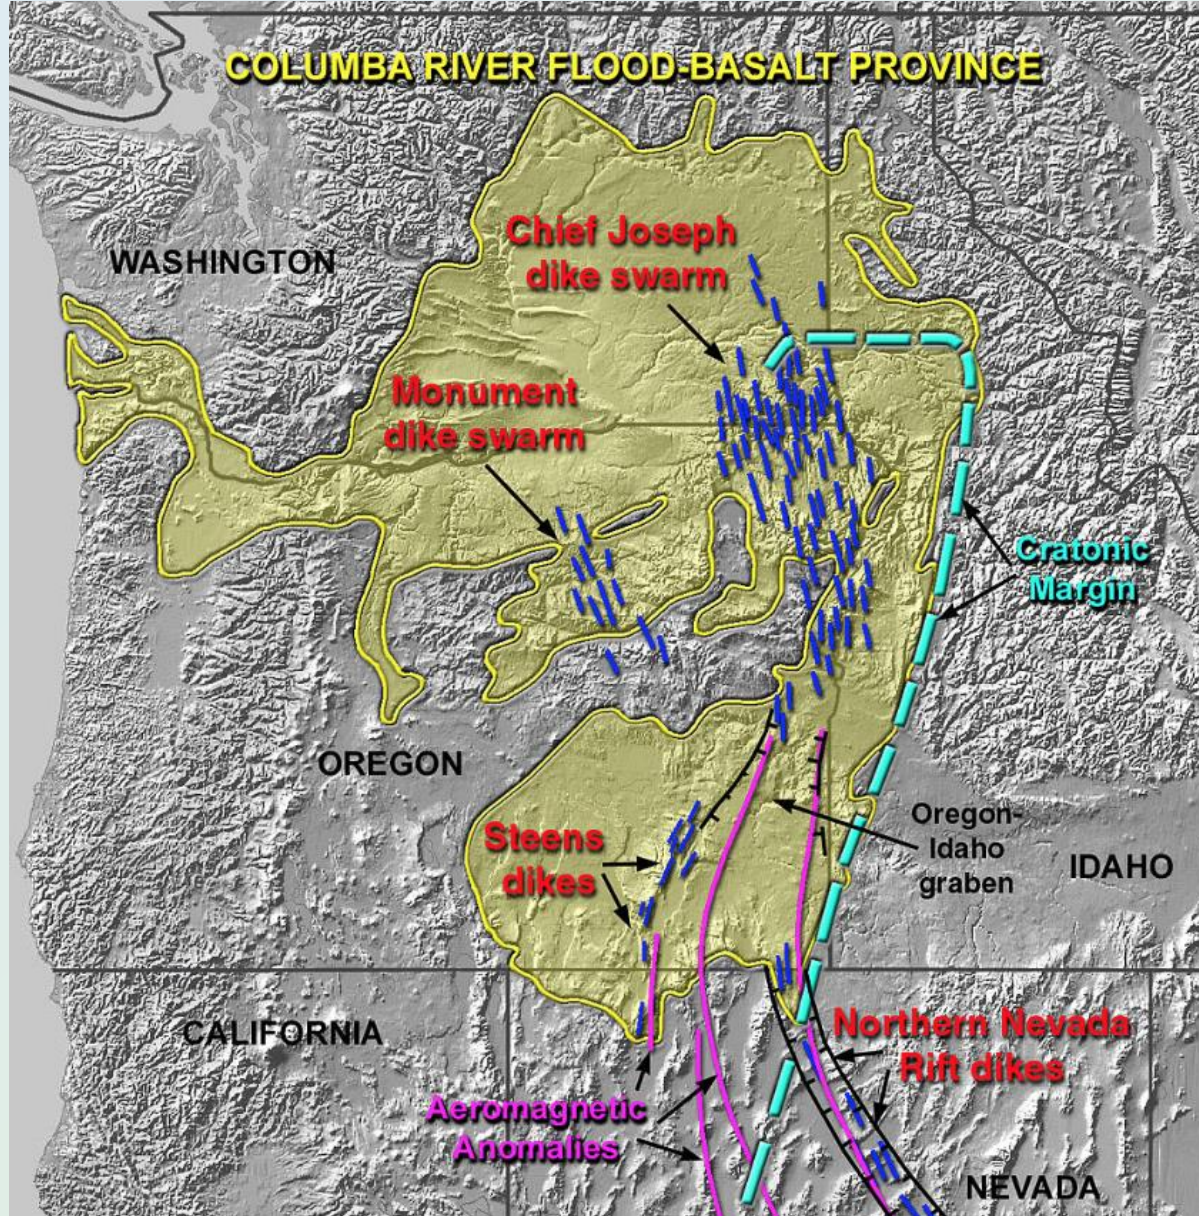 COLUMBA RIVER FLOOD-BASALT PROVINCE
WASHINGTON
Chief Joseph
dike swarm
Monument
dike swarm
Cratonic
Margin
OREGON
Oregon-
Idaho
graben
IDAHO
Steens
dikes
CALIFORNIA
Northern Nevada
Rift dikes
Aeromagnetic
Anomalies
NEVADA